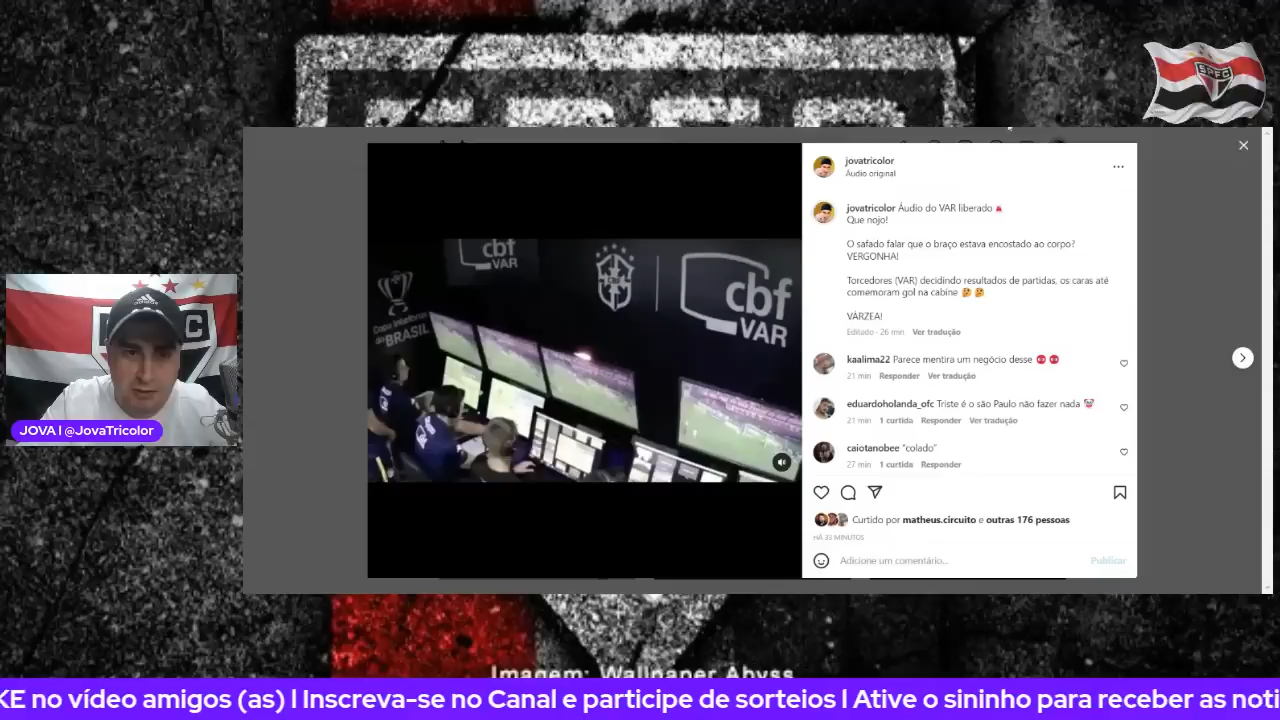 SPFC
jovatricolor
Áudio original
jovatricolor Áudio do VAR liberado
Que nojo!
O safado falar que o braço estava encostado ao corpo?
VERGONHA!
Torcedores (VAR) decidindo resultados de partidas, os caras até
comemoram gol na cabine
VÁRZEA!
Editado · 26 min Ver tradução
kaalima22 Parece mentira um negócio desse
21 min Responder Ver tradução
eduardoholanda_ofc Triste é o são Paulo não fazer nada
21 min 1 curtida Responder Ver tradução
caiotanobee “colado”
27 min 1 curtida Responder
Curtido por matheus.circuito e outras 176 pessoas
HÁ 33 MINUTOS
Adicione um comentário...
Publicar
cbf
VAR
cbf
VAR
BRASIL
JOVA l @JovaTricolor
Imagem: Wallpaper Abyss
KE no vídeo amigos (as) l Inscreva-se no Canal e participe de sorteios l Ative o sininho para receber as noti